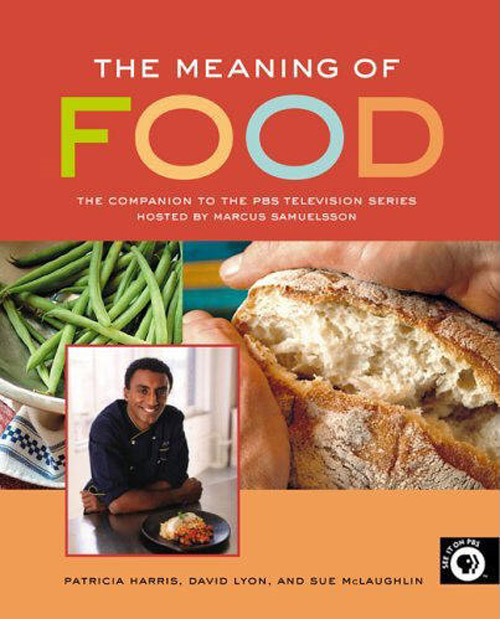 THE MEANING OF
FOOD
THE COMPANION TO THE PBS TELEVISION SERIES
HOSTED BY MARCUS SAMUELSSON
PATRICIA HARRIS, DAVID LYON, AND SUE McLAUGHLIN
SEE IT ON PBS